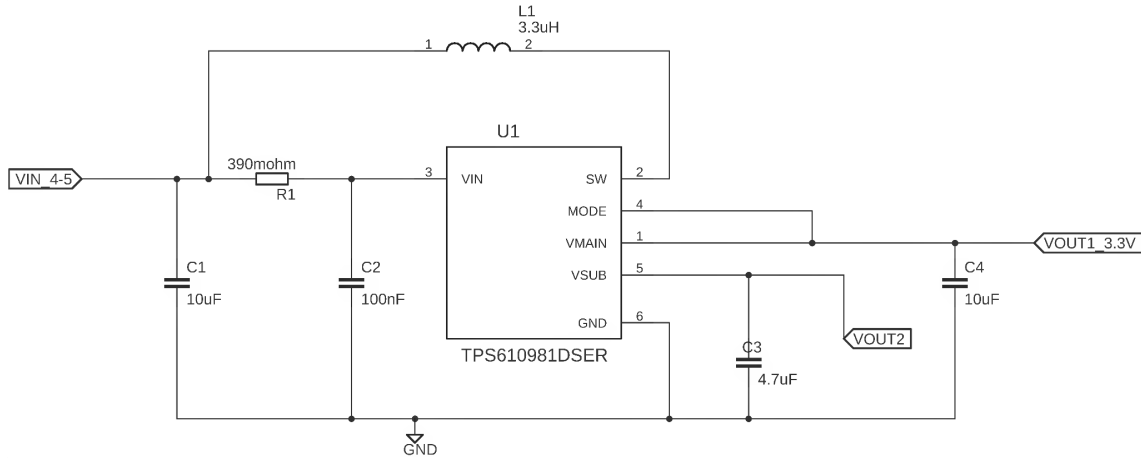 L1
3.3uH
1 2
U1
390mohm
VIN_4-5
R1
3 VIN
SW 2
MODE 4
VMAIN 1
VOUT1_3.3V
C1
10uF
C2
100nF
VSUB 5
C4
10uF
GND 6
VOUT2
C3
4.7uF
TPS610981DSER
GND